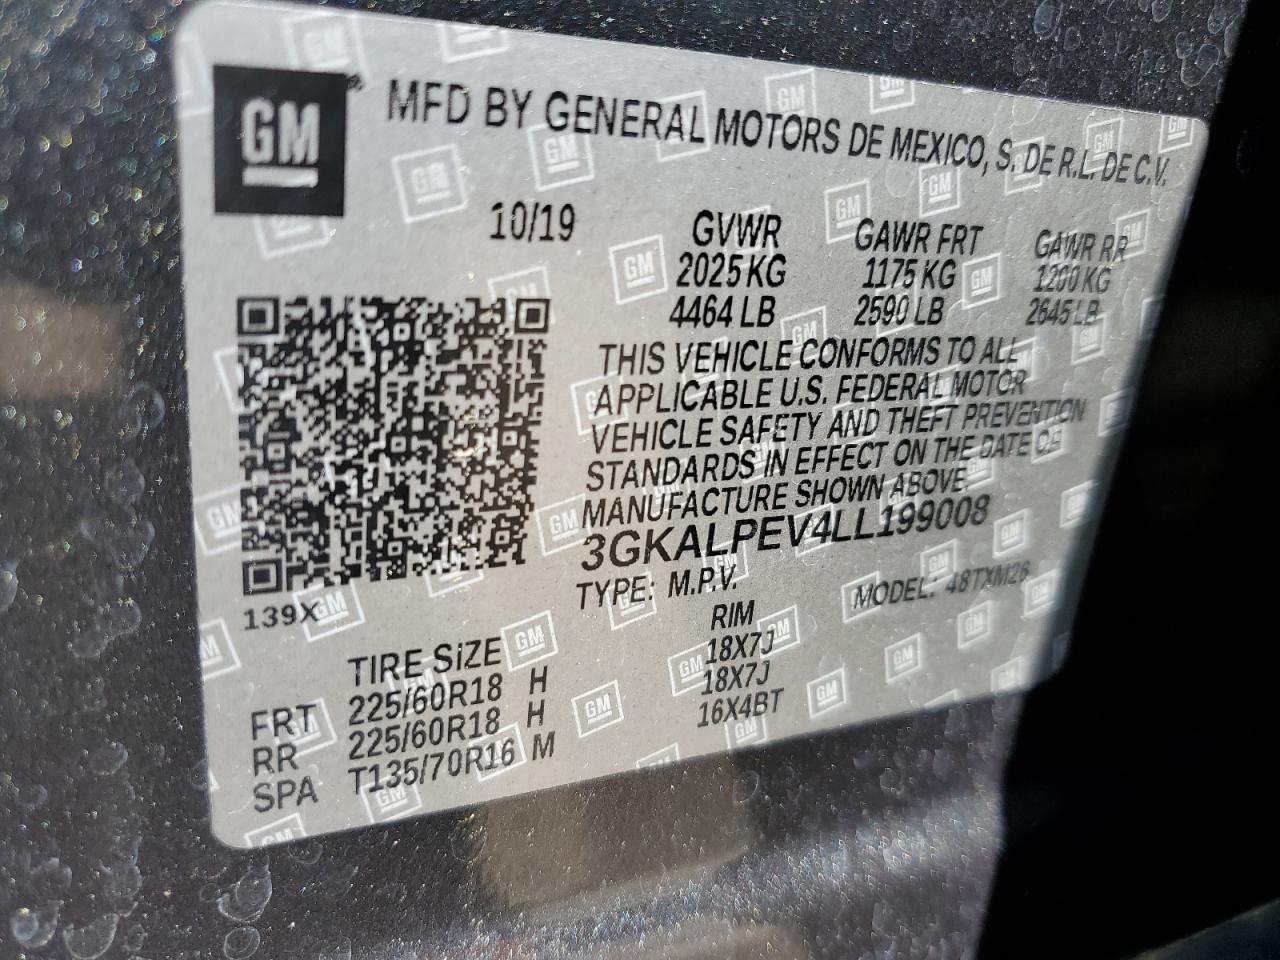 GM
MFD BY GENERAL MOTORS DE MEXICO, S. DE R.L. DE C.V.
10/19
GVWR GAWR FRT GAWR RR
2025 KG 1175 KG 1200 KG
4464 LB 2590 LB 2645 LB
THIS VEHICLE CONFORMS TO ALL
APPLICABLE U.S. FEDERAL MOTOR
VEHICLE SAFETY AND THEFT PREVENTION
STANDARDS IN EFFECT ON THE DATE OF
MANUFACTURE SHOWN ABOVE.
3GKALPEV4LL199008
TYPE: M.P.V. MODEL: 48TXM26
139X
TIRE SIZE RIM
FRT 225/60R18 H 18X7J
RR 225/60R18 H 18X7J
SPA T135/70R16 M 16X4BT